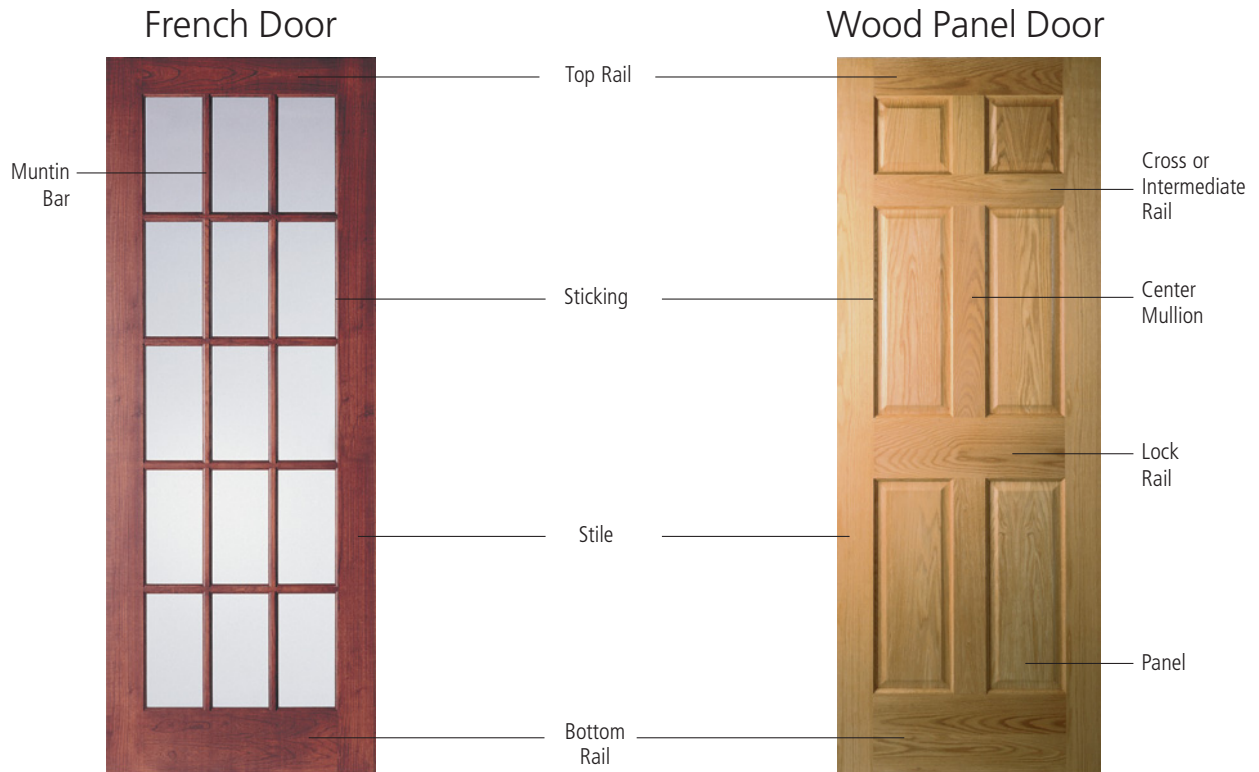 French Door
Wood Panel Door
Top Rail
Muntin
Bar
Cross or
Intermediate
Rail
Sticking
Center
Mullion
Lock
Rail
Stile
Panel
Bottom
Rail